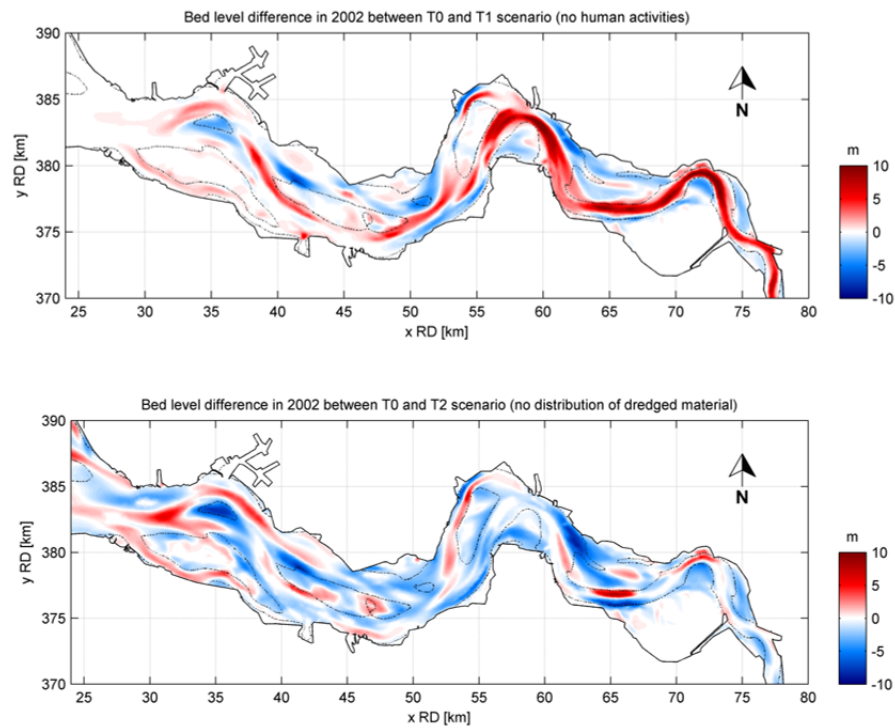 Bed level difference in 2002 between T0 and T1 scenario (no human activities)
390
385
380
375
370
y RD [km]
24 30 35 40 45 50 55 60 65 70 75 80
x RD [km]
N
m
10
5
0
-5
-10
Bed level difference in 2002 between T0 and T2 scenario (no distribution of dredged material)
390
385
380
375
370
y RD [km]
24 30 35 40 45 50 55 60 65 70 75 80
x RD [km]
N
m
10
5
0
-5
-10